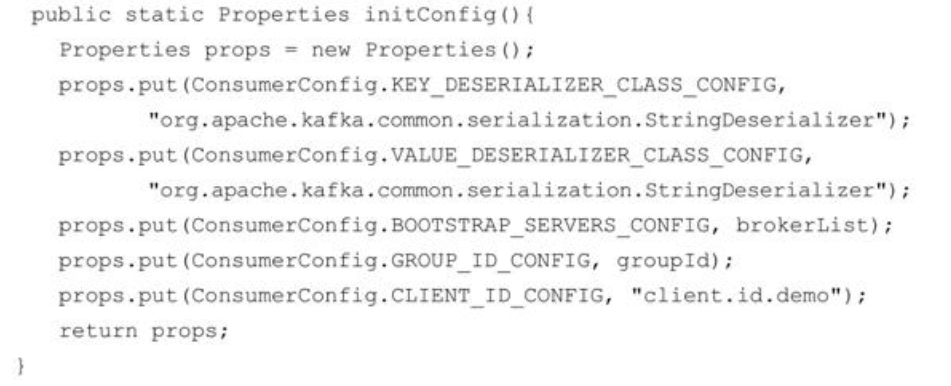 public static Properties initConfig(){
Properties props = new Properties();
props.put(ConsumerConfig.KEY_DESERIALIZER_CLASS_CONFIG,
"org.apache.kafka.common.serialization.StringDeserializer");
props.put(ConsumerConfig.VALUE_DESERIALIZER_CLASS_CONFIG,
"org.apache.kafka.common.serialization.StringDeserializer");
props.put(ConsumerConfig.BOOTSTRAP_SERVERS_CONFIG, brokerList);
props.put(ConsumerConfig.GROUP_ID_CONFIG, groupId);
props.put(ConsumerConfig.CLIENT_ID_CONFIG, "client.id.demo");
return props;
}